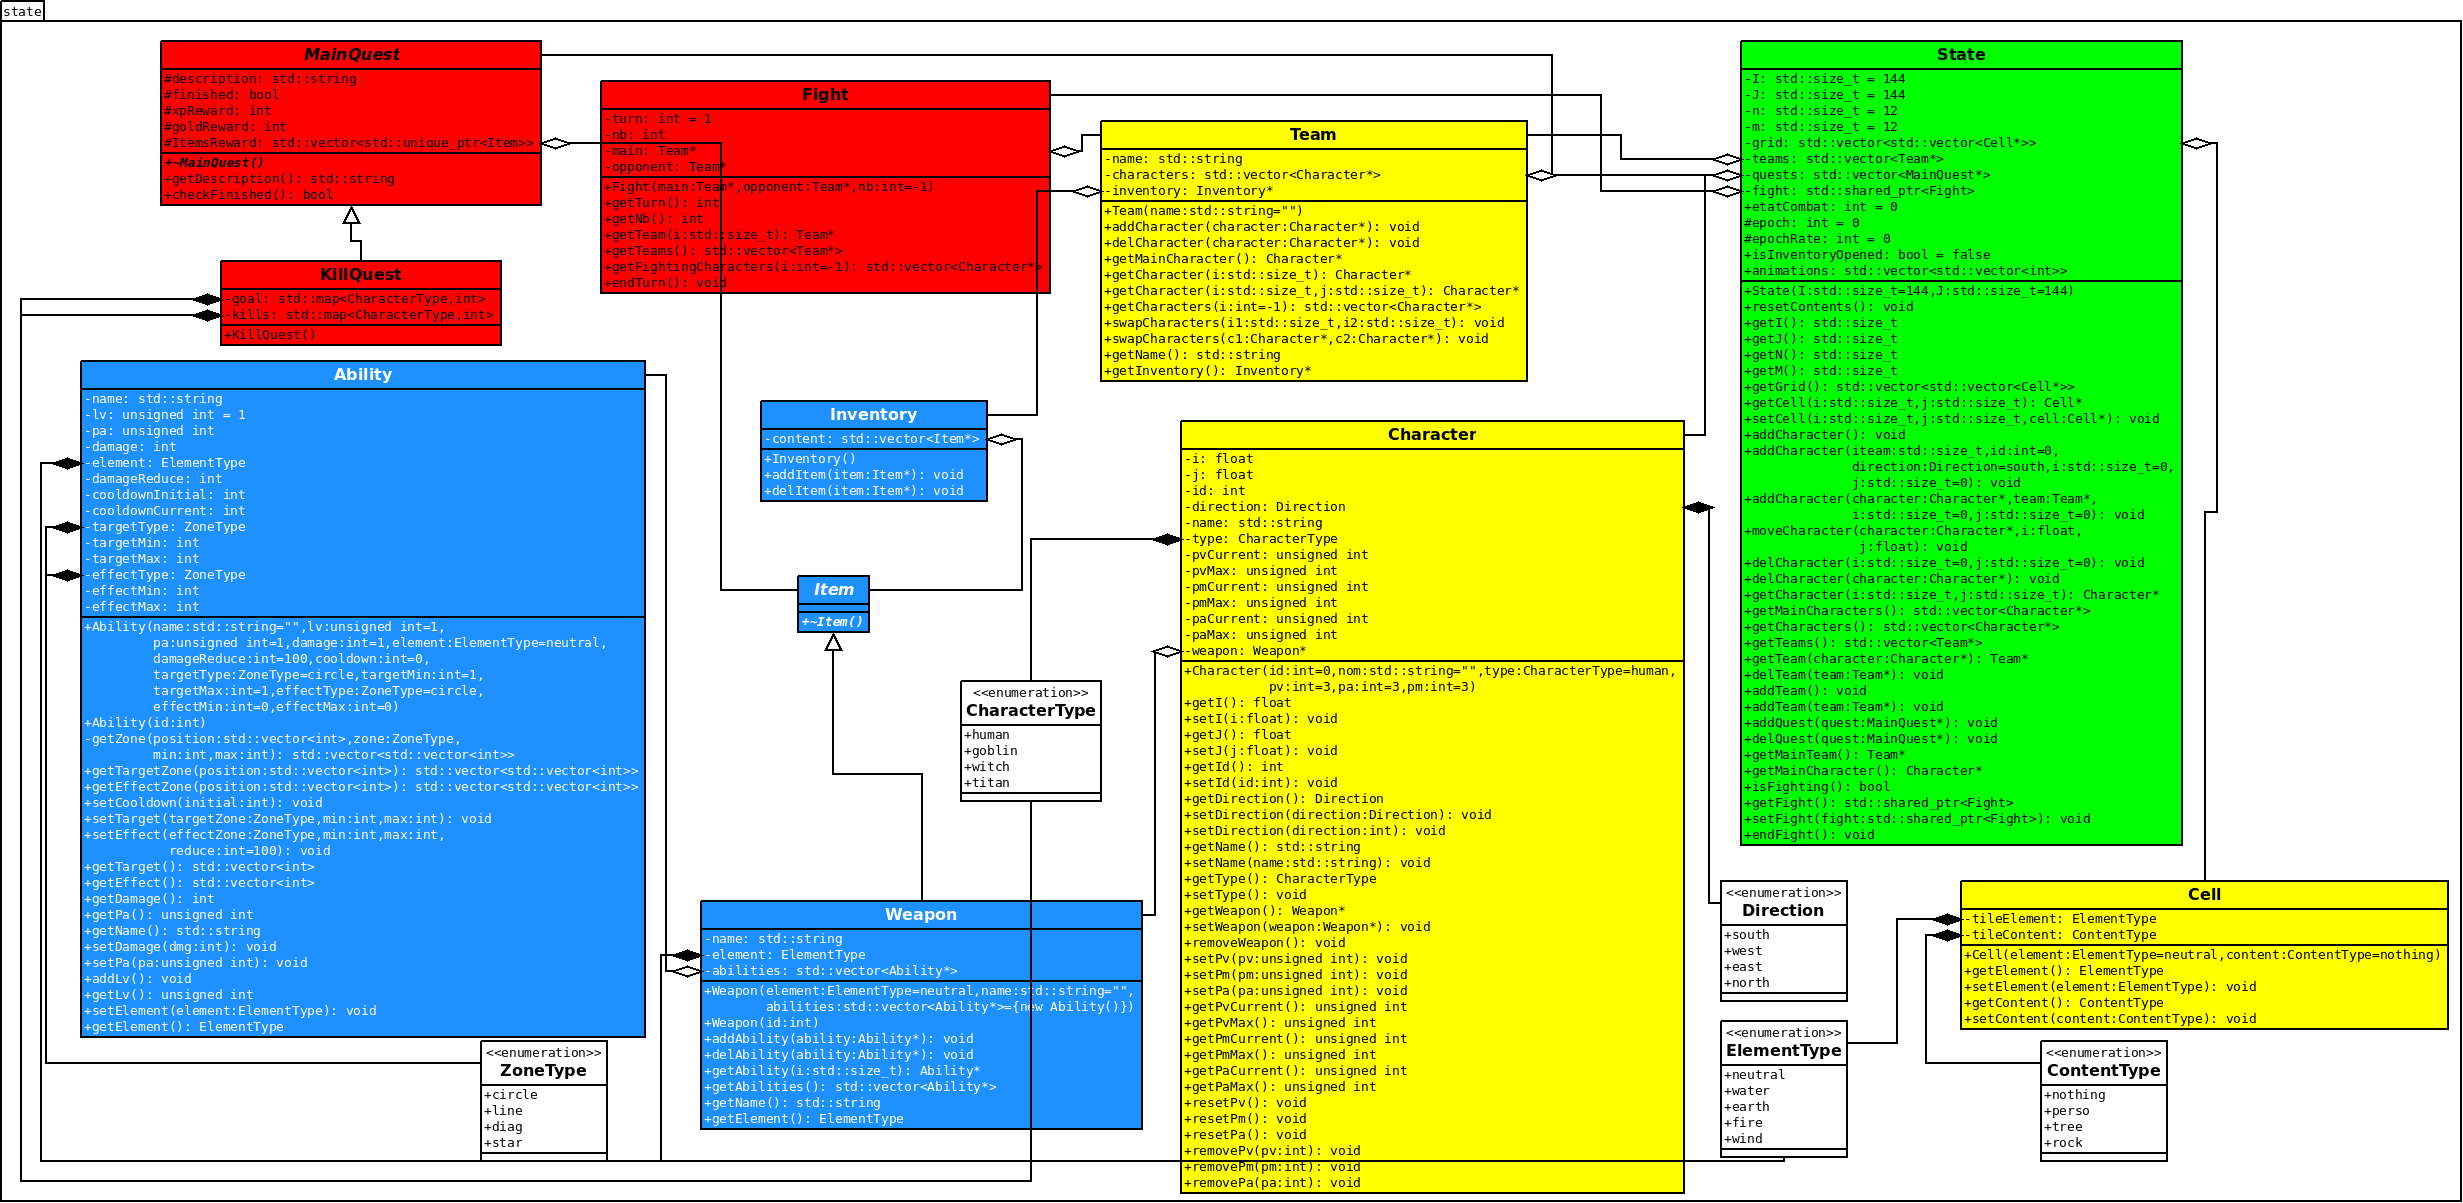 state
MainQuest
#description: std::string
#finished: bool
#xpReward: int
#goldReward: int
#ItemsReward: std::vector<std::unique_ptr<Item>>
+~MainQuest()
+getDescription(): std::string
+checkFinished(): bool
KillQuest
-goal: std::map<CharacterType,int>
-kills: std::map<CharacterType,int>
+KillQuest()
Fight
-turn: int = 1
-nb: int
-main: Team*
-opponent: Team*
+Fight(main:Team*,opponent:Team*,nb:int=-1)
+getTurn(): int
+getNb(): int
+getTeam(i:std::size_t): Team*
+getTeams(): std::vector<Team*>
+getFightingCharacters(i:int=-1): std::vector<Character*>
+endTurn(): void
Team
-name: std::string
-characters: std::vector<Character*>
-inventory: Inventory*
+Team(name:std::string="")
+addCharacter(character:Character*): void
+delCharacter(character:Character*): void
+getMainCharacter(): Character*
+getCharacter(i:std::size_t): Character*
+getCharacter(i:std::size_t,j:std::size_t): Character*
+getCharacters(i:int=-1): std::vector<Character*>
+swapCharacters(i1:std::size_t,i2:std::size_t): void
+swapCharacters(c1:Character*,c2:Character*): void
+getName(): std::string
+getInventory(): Inventory*
State
-I: std::size_t = 144
-J: std::size_t = 144
-n: std::size_t = 12
-m: std::size_t = 12
-grid: std::vector<std::vector<Cell*>>
-teams: std::vector<Team*>
-quests: std::vector<MainQuest*>
-fight: std::shared_ptr<Fight>
+etatCombat: int = 0
#epoch: int = 0
#epochRate: int = 0
+isInventoryOpened: bool = false
+animations: std::vector<std::vector<int>>
+State(I:std::size_t=144,J:std::size_t=144)
+resetContents(): void
+getI(): std::size_t
+getJ(): std::size_t
+getN(): std::size_t
+getM(): std::size_t
+getGrid(): std::vector<std::vector<Cell*>>
+getCell(i:std::size_t,j:std::size_t): Cell*
+setCell(i:std::size_t,j:std::size_t,cell:Cell*): void
+addCharacter(): void
+addCharacter(iteam:std::size_t,id:int=0,
direction:Direction=south,i:std::size_t=0,
j:std::size_t=0): void
+addCharacter(character:Character*,team:Team*,
i:std::size_t=0,j:std::size_t=0): void
+moveCharacter(character:Character*,i:float,
j:float): void
+delCharacter(i:std::size_t=0,j:std::size_t=0): void
+delCharacter(character:Character*): void
+getCharacter(i:std::size_t,j:std::size_t): Character*
+getMainCharacters(): std::vector<Character*>
+getCharacters(): std::vector<Character*>
+getTeams(): std::vector<Team*>
+getTeam(character:Character*): Team*
+delTeam(team:Team*): void
+addTeam(): void
+addTeam(team:Team*): void
+addQuest(quest:MainQuest*): void
+delQuest(quest:MainQuest*): void
+getMainTeam(): Team*
+getMainCharacter(): Character*
+isFighting(): bool
+getFight(): std::shared_ptr<Fight>
+setFight(fight:std::shared_ptr<Fight>): void
+endFight(): void
Ability
-name: std::string
-lv: unsigned int = 1
-pa: unsigned int
-damage: int
-element: ElementType
-damageReduce: int
-cooldownInitial: int
-cooldownCurrent: int
-targetType: ZoneType
-targetMin: int
-targetMax: int
-effectType: ZoneType
-effectMin: int
-effectMax: int
+Ability(name:std::string="",lv:unsigned int=1,
pa:unsigned int=1,damage:int=1,element:ElementType=neutral,
damageReduce:int=100,cooldown:int=0,
targetType:ZoneType=circle,targetMin:int=1,
targetMax:int=1,effectType:ZoneType=circle,
effectMin:int=0,effectMax:int=0)
+Ability(id:int)
-getZone(position:std::vector<int>,zone:ZoneType,
min:int,max:int): std::vector<std::vector<int>>
+getTargetZone(position:std::vector<int>): std::vector<std::vector<int>>
+getEffectZone(position:std::vector<int>): std::vector<std::vector<int>>
+setCooldown(initial:int): void
+setTarget(targetZone:ZoneType,min:int,max:int): void
+setEffect(effectZone:ZoneType,min:int,max:int,
reduce:int=100): void
+getTarget(): std::vector<int>
+getEffect(): std::vector<int>
+getDamage(): int
+getPa(): unsigned int
+getName(): std::string
+setDamage(dmg:int): void
+setPa(pa:unsigned int): void
+addLv(): void
+getLv(): unsigned int
+setElement(element:ElementType): void
+getElement(): ElementType
Inventory
-content: std::vector<Item*>
+Inventory()
+addItem(item:Item*): void
+delItem(item:Item*): void
Item
+~Item()
<<enumeration>>
CharacterType
+human
+goblin
+witch
+titan
Character
-i: float
-j: float
-id: int
-direction: Direction
-name: std::string
-type: CharacterType
-pvCurrent: unsigned int
-pvMax: unsigned int
-pmCurrent: unsigned int
-pmMax: unsigned int
-paCurrent: unsigned int
-paMax: unsigned int
-weapon: Weapon*
+Character(id:int=0,nom:std::string="",type:CharacterType=human,
pv:int=3,pa:int=3,pm:int=3)
+getI(): float
+setI(i:float): void
+getJ(): float
+setJ(j:float): void
+getId(): int
+setId(id:int): void
+getDirection(): Direction
+setDirection(direction:Direction): void
+setDirection(direction:int): void
+getName(): std::string
+setName(name:std::string): void
+getType(): CharacterType
+setType(): void
+getWeapon(): Weapon*
+setWeapon(weapon:Weapon*): void
+removeWeapon(): void
+setPv(pv:unsigned int): void
+setPm(pm:unsigned int): void
+setPa(pa:unsigned int): void
+getPvCurrent(): unsigned int
+getPvMax(): unsigned int
+getPmCurrent(): unsigned int
+getPmMax(): unsigned int
+getPaCurrent(): unsigned int
+getPaMax(): unsigned int
+resetPv(): void
+resetPm(): void
+resetPa(): void
+removePv(pv:int): void
+removePm(pm:int): void
+removePa(pa:int): void
Weapon
-name: std::string
-element: ElementType
-abilities: std::vector<Ability*>
+Weapon(element:ElementType=neutral,name:std::string="",
abilities:std::vector<Ability*>={new Ability()})
+Weapon(id:int)
+addAbility(ability:Ability*): void
+delAbility(ability:Ability*): void
+getAbility(i:std::size_t): Ability*
+getAbilities(): std::vector<Ability*>
+getName(): std::string
+getElement(): ElementType
<<enumeration>>
ZoneType
+circle
+line
+diag
+star
<<enumeration>>
Direction
+south
+west
+east
+north
<<enumeration>>
ElementType
+neutral
+water
+earth
+fire
+wind
Cell
-tileElement: ElementType
-tileContent: ContentType
+Cell(element:ElementType=neutral,content:ContentType=nothing)
+getElement(): ElementType
+setElement(element:ElementType): void
+getContent(): ContentType
+setContent(content:ContentType): void
<<enumeration>>
ContentType
+nothing
+perso
+tree
+rock